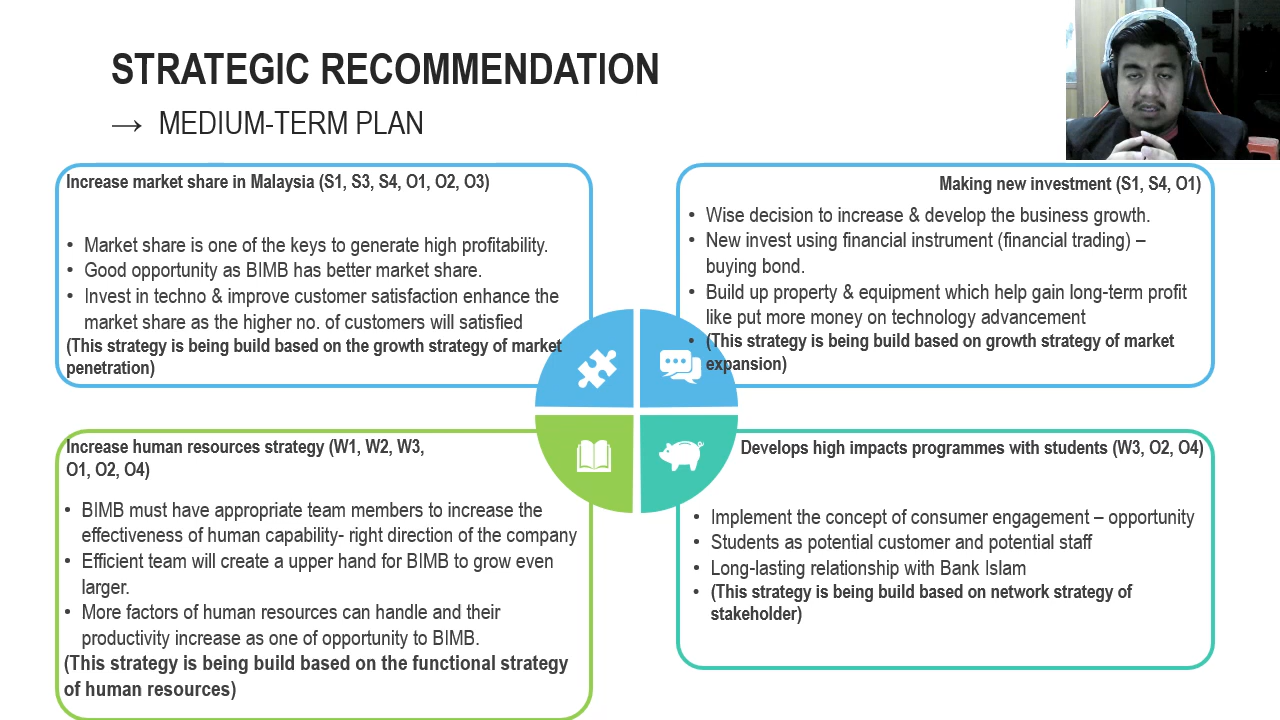 STRATEGIC RECOMMENDATION
→ MEDIUM-TERM PLAN
Increase market share in Malaysia (S1, S3, S4, O1, O2, O3)
• Market share is one of the keys to generate high profitability.
• Good opportunity as BIMB has better market share.
• Invest in techno & improve customer satisfaction enhance the
market share as the higher no. of customers will satisfied
(This strategy is being build based on the growth strategy of market
penetration)
Making new investment (S1, S4, O1)
• Wise decision to increase & develop the business growth.
• New invest using financial instrument (financial trading) –
buying bond.
• Build up property & equipment which help gain long-term profit
like put more money on technology advancement
• (This strategy is being build based on growth strategy of market
expansion)
Increase human resources strategy (W1, W2, W3,
O1, O2, O4)
• BIMB must have appropriate team members to increase the
effectiveness of human capability- right direction of the company
• Efficient team will create a upper hand for BIMB to grow even
larger.
• More factors of human resources can handle and their
productivity increase as one of opportunity to BIMB.
(This strategy is being build based on the functional strategy
of human resources)
Develops high impacts programmes with students (W3, O2, O4)
• Implement the concept of consumer engagement – opportunity
• Students as potential customer and potential staff
• Long-lasting relationship with Bank Islam
• (This strategy is being build based on network strategy of
stakeholder)